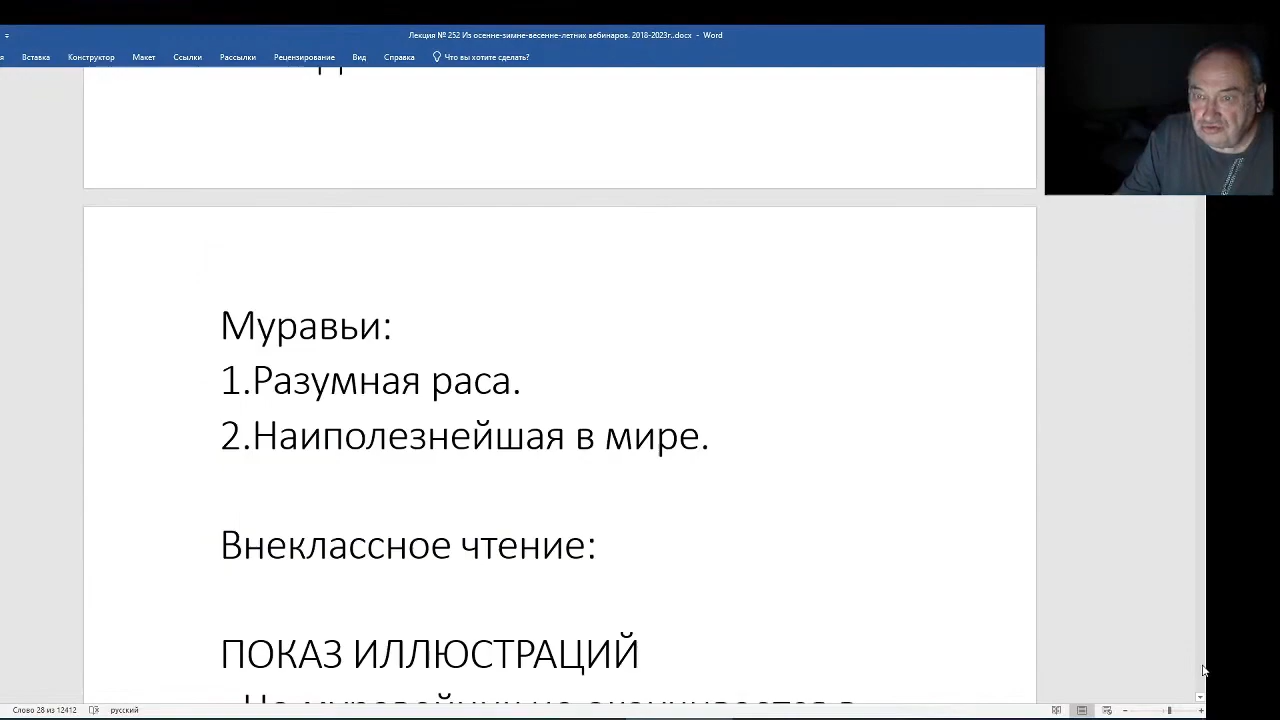 Лекция № 252 Из осенне-зимне-весенне-летних вебинаров. 2018-2023г..docx - Word
я Вставка Конструктор Макет Ссылки Рассылки Рецензирование Вид Справка Что вы хотите сделать?
Муравьи:
1.Разумная раса.
2.Наиполезнейшая в мире.
Внеклассное чтение:
ПОКАЗ ИЛЛЮСТРАЦИЙ
Слово 28 из 12412 русский